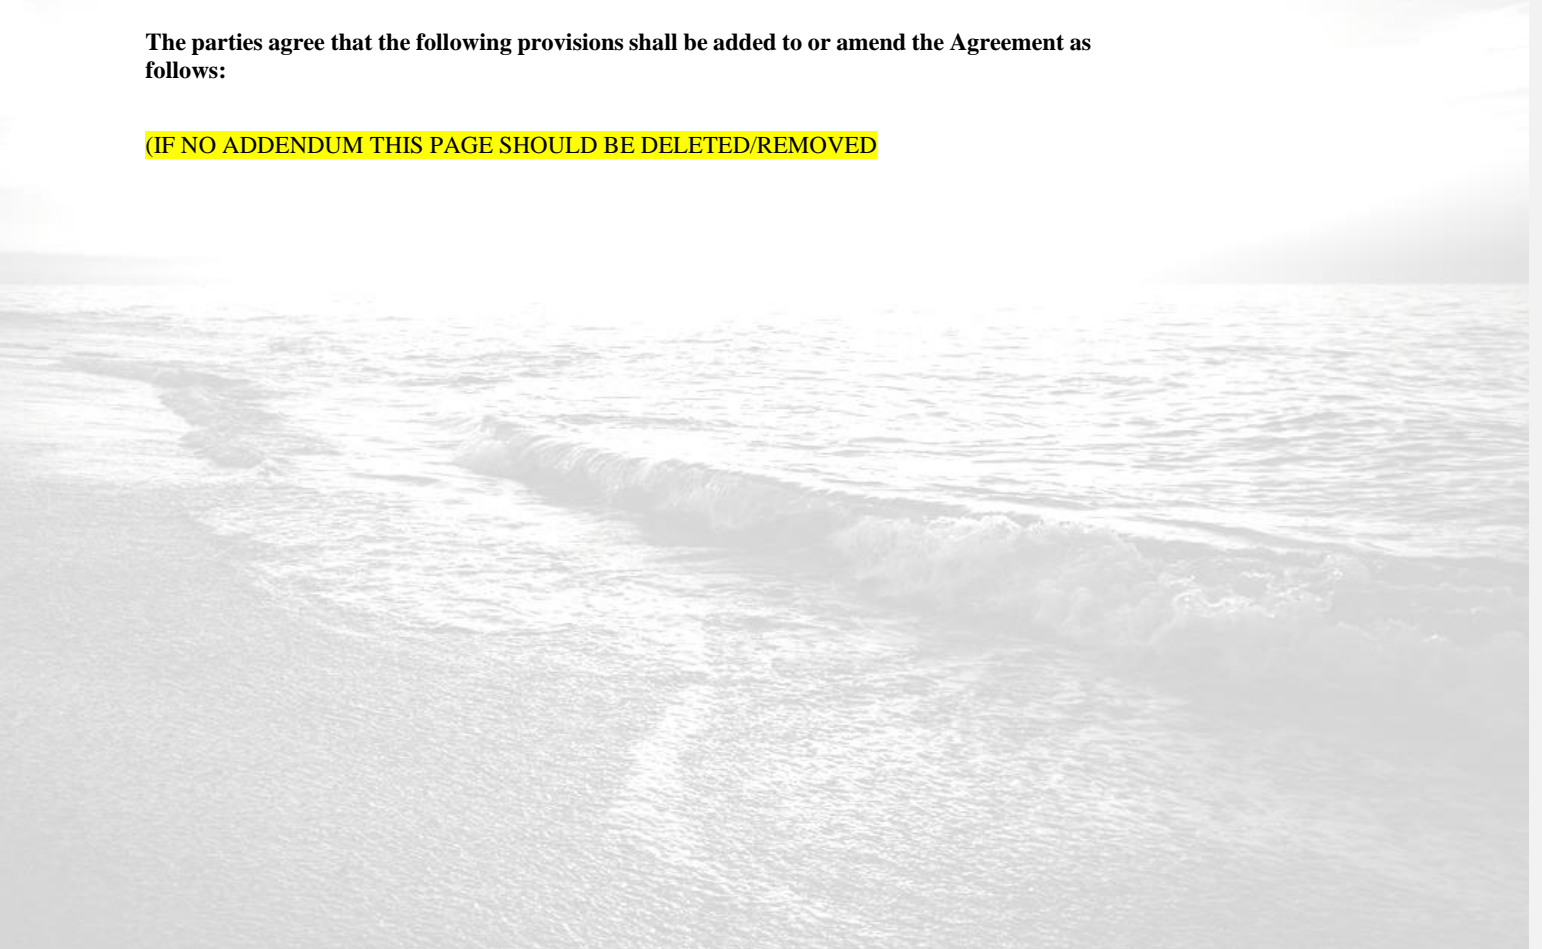 The parties agree that the following provisions shall be added to or amend the Agreement as
follows:
(IF NO ADDENDUM THIS PAGE SHOULD BE DELETED/REMOVED